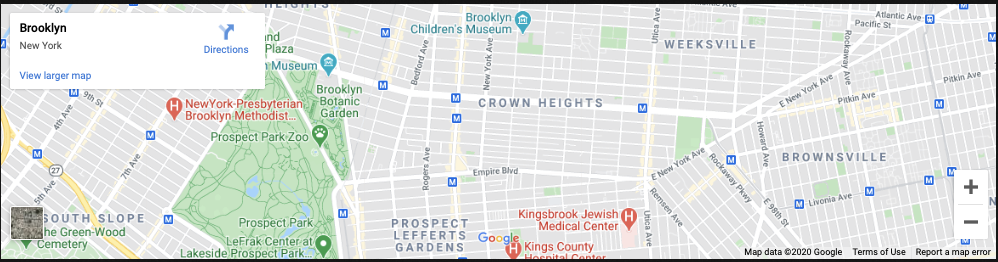 Brooklyn
New York
Directions
View larger map
HEIGHTS
and
Plaza
n Museum
Brooklyn
Children's Museum
Bedford Ave
New York Ave
Utica Ave
WEEKSVILLE
Atlantic Ave
Pacific St
Rockaway Ave
E New York Ave
Pitkin Ave
Pitkin Ave
4th Ave
9th St
NewYork-Presbyterian
Brooklyn Methodist...
Brooklyn
Botanic
Garden
CROWN HEIGHTS
Prospect Park Zoo
7th Ave
27
5th Ave
Rogers Ave
Empire Blvd
E New York Ave
Howard Ave
BROWNSVILLE
Rockaway Pkwy
Remsen Ave
E 98th St
Livonia Ave
SOUTH SLOPE
the Green-Wood
Cemetery
Prospect Park
LeFrak Center at
Lakeside Prospect Park...
PROSPECT
LEFFERTS
GARDENS
Kingsbrook Jewish
Medical Center
Utica Ave
Google
Kings County
Hospital Center
Map data ©2020 Google
Terms of Use
Report a map error